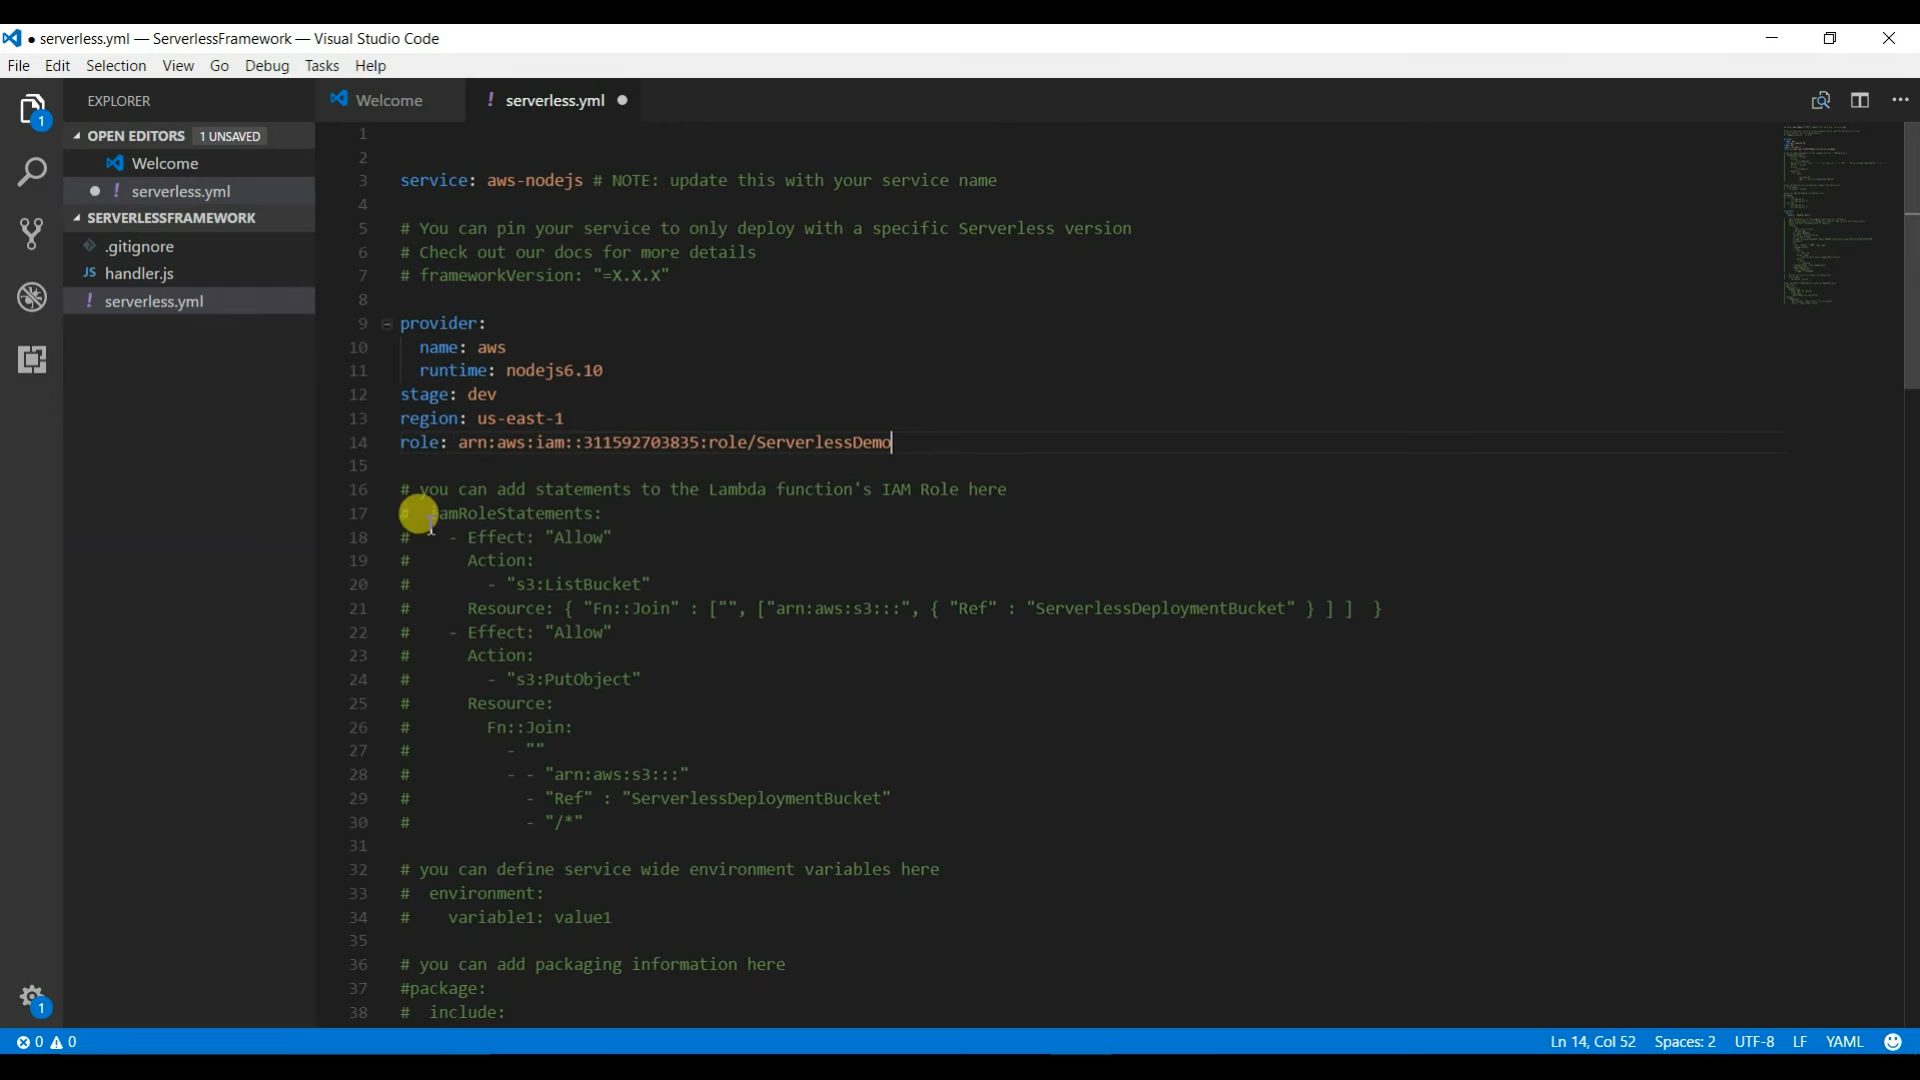 ● serverless.yml — ServerlessFramework — Visual Studio Code
File Edit Selection View Go Debug Tasks Help
EXPLORER
OPEN EDITORS 1 UNSAVED
Welcome
● ! serverless.yml
SERVERLESSFRAMEWORK
.gitignore
JS handler.js
! serverless.yml
1
1
Welcome ! serverless.yml ●
1
2
3 service: aws-nodejs # NOTE: update this with your service name
4
5 # You can pin your service to only deploy with a specific Serverless version
6 # Check out our docs for more details
7 # frameworkVersion: "=X.X.X"
8
9 provider:
10   name: aws
11   runtime: nodejs6.10
12 stage: dev
13 region: us-east-1
14 role: arn:aws:iam::311592703835:role/ServerlessDemo
15
16 # you can add statements to the Lambda function's IAM Role here
17 #  iamRoleStatements:
18 #    - Effect: "Allow"
19 #      Action:
20 #        - "s3:ListBucket"
21 #      Resource: { "Fn::Join" : ["", ["arn:aws:s3:::", { "Ref" : "ServerlessDeploymentBucket" } ] ]  }
22 #    - Effect: "Allow"
23 #      Action:
24 #        - "s3:PutObject"
25 #      Resource:
26 #        Fn::Join:
27 #          - ""
28 #          - - "arn:aws:s3:::"
29 #            - "Ref" : "ServerlessDeploymentBucket"
30 #            - "/*"
31
32 # you can define service wide environment variables here
33 #  environment:
34 #    variable1: value1
35
36 # you can add packaging information here
37 #package:
38 #  include:
0 0 Ln 14, Col 52 Spaces: 2 UTF-8 LF YAML